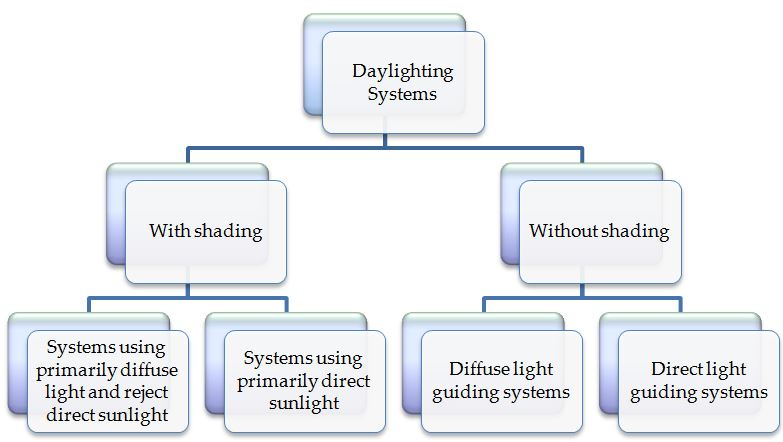 Daylighting
Systems
With shading
Without shading
Systems using
primarily diffuse
light and reject
direct sunlight
Systems using
primarily direct
sunlight
Diffuse light
guiding systems
Direct light
guiding systems